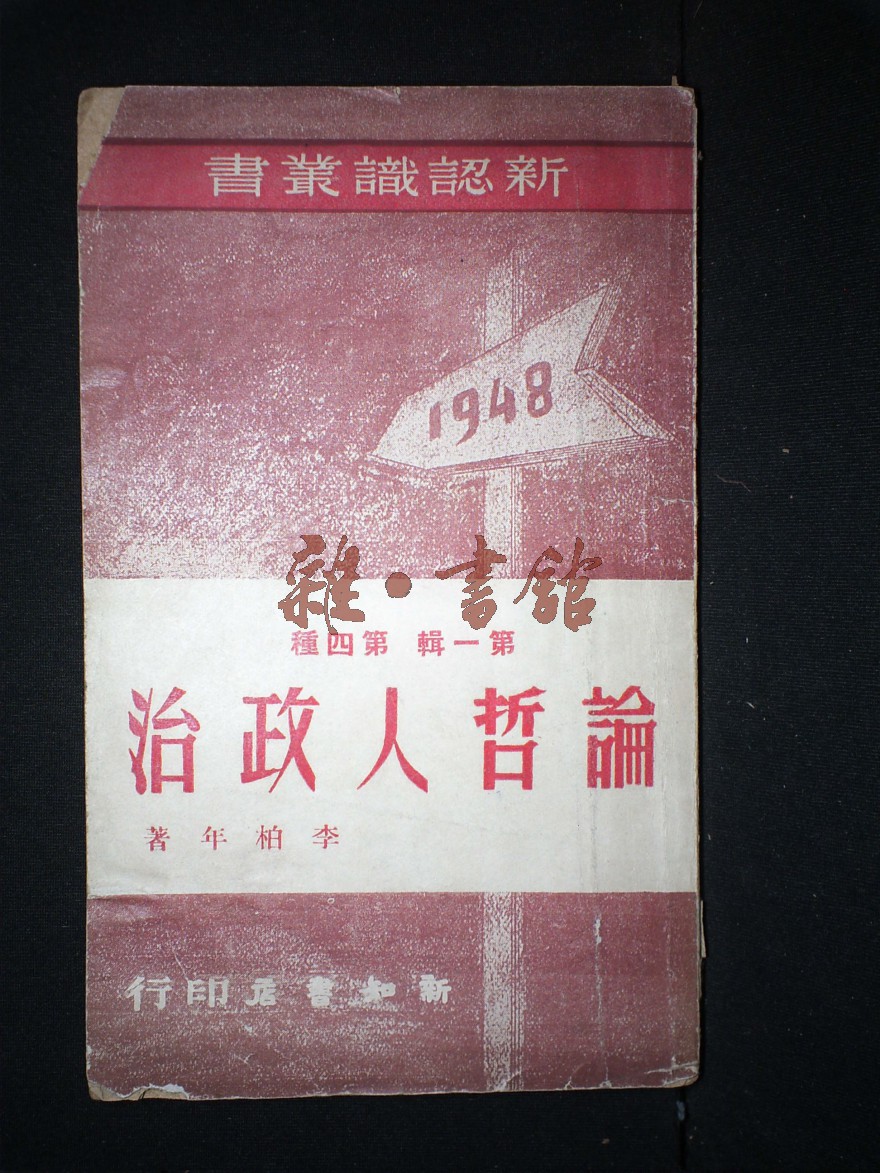 新認識叢書
1948
雜·書館
第一輯 第四種
論哲人政治
李柏年著
新知書店印行